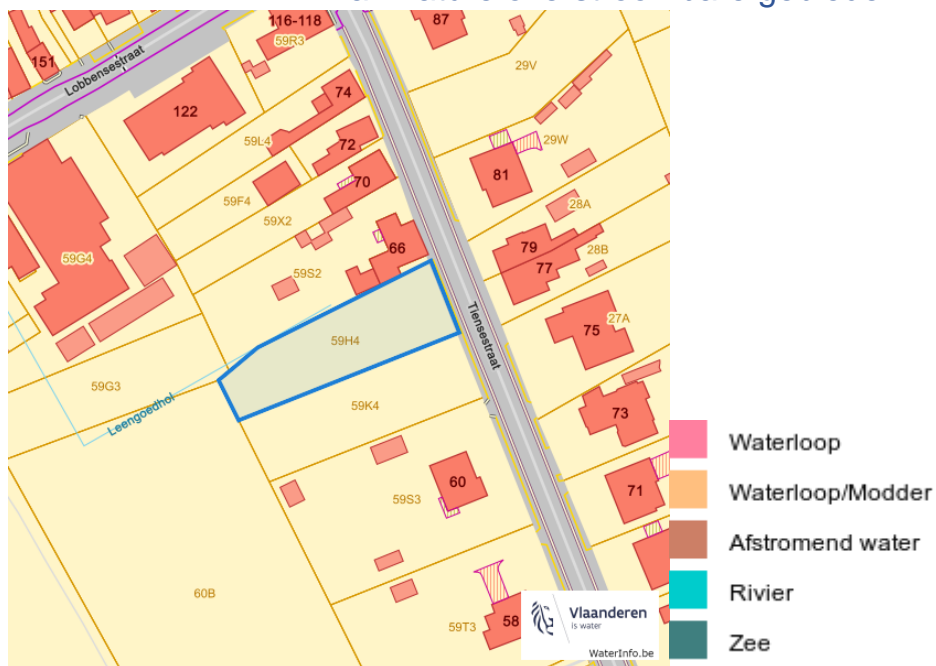 116-118
87
151
59R3
Lobbensestraat
29V
74
122
59L4
72
29W
70
81
59F4
59X2
28A
66
79
28B
59G4
77
59S2
27A
75
59H4
Tiensestraat
59G3
59K4
Leengoedhol
73
Waterloop
60
71
59S3
Waterloop/Modder
Afstromend water
60B
Rivier
59T3
58
Vlaanderen
is water
WaterInfo.be
Zee